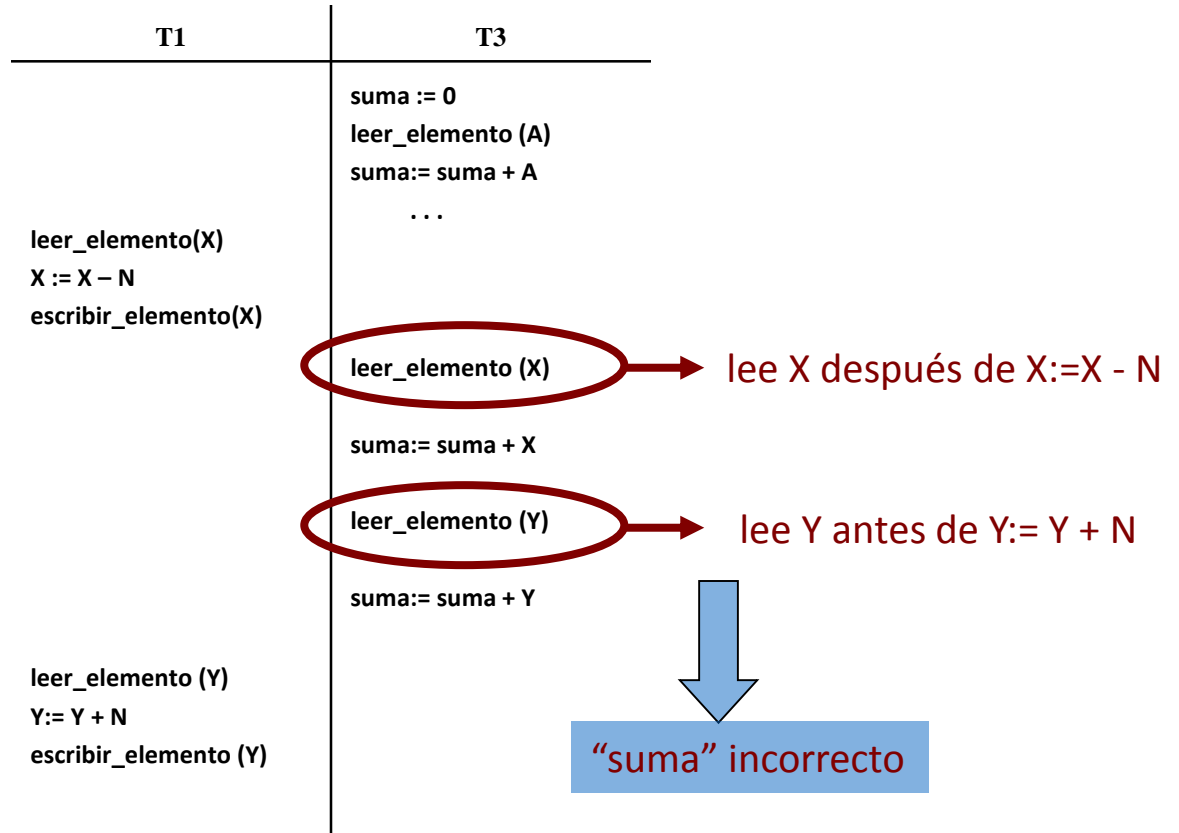 T1
T3
suma := 0
leer_elemento (A)
suma:= suma + A
. . .
leer_elemento(X)
X := X – N
escribir_elemento(X)
leer_elemento (X)
lee X después de X:=X - N
suma:= suma + X
leer_elemento (Y)
lee Y antes de Y:= Y + N
suma:= suma + Y
leer_elemento (Y)
Y:= Y + N
escribir_elemento (Y)
“suma” incorrecto